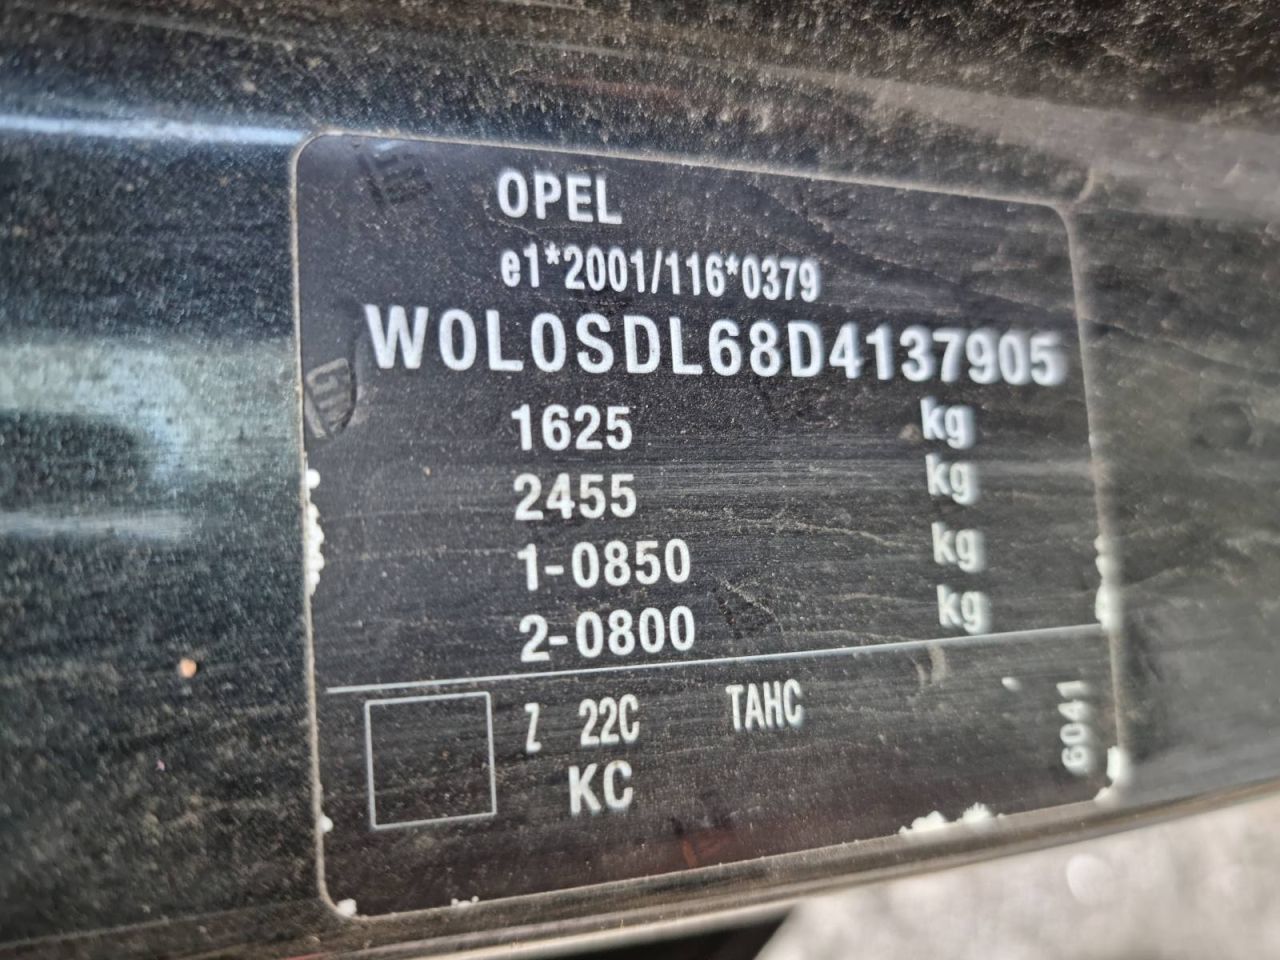 OPEL
e1*2001/116*0379
W0L0SDL68D4137905
1625 kg
2455 kg
1-0850 kg
2-0800 kg
Z 22C TAHC
KC
6041